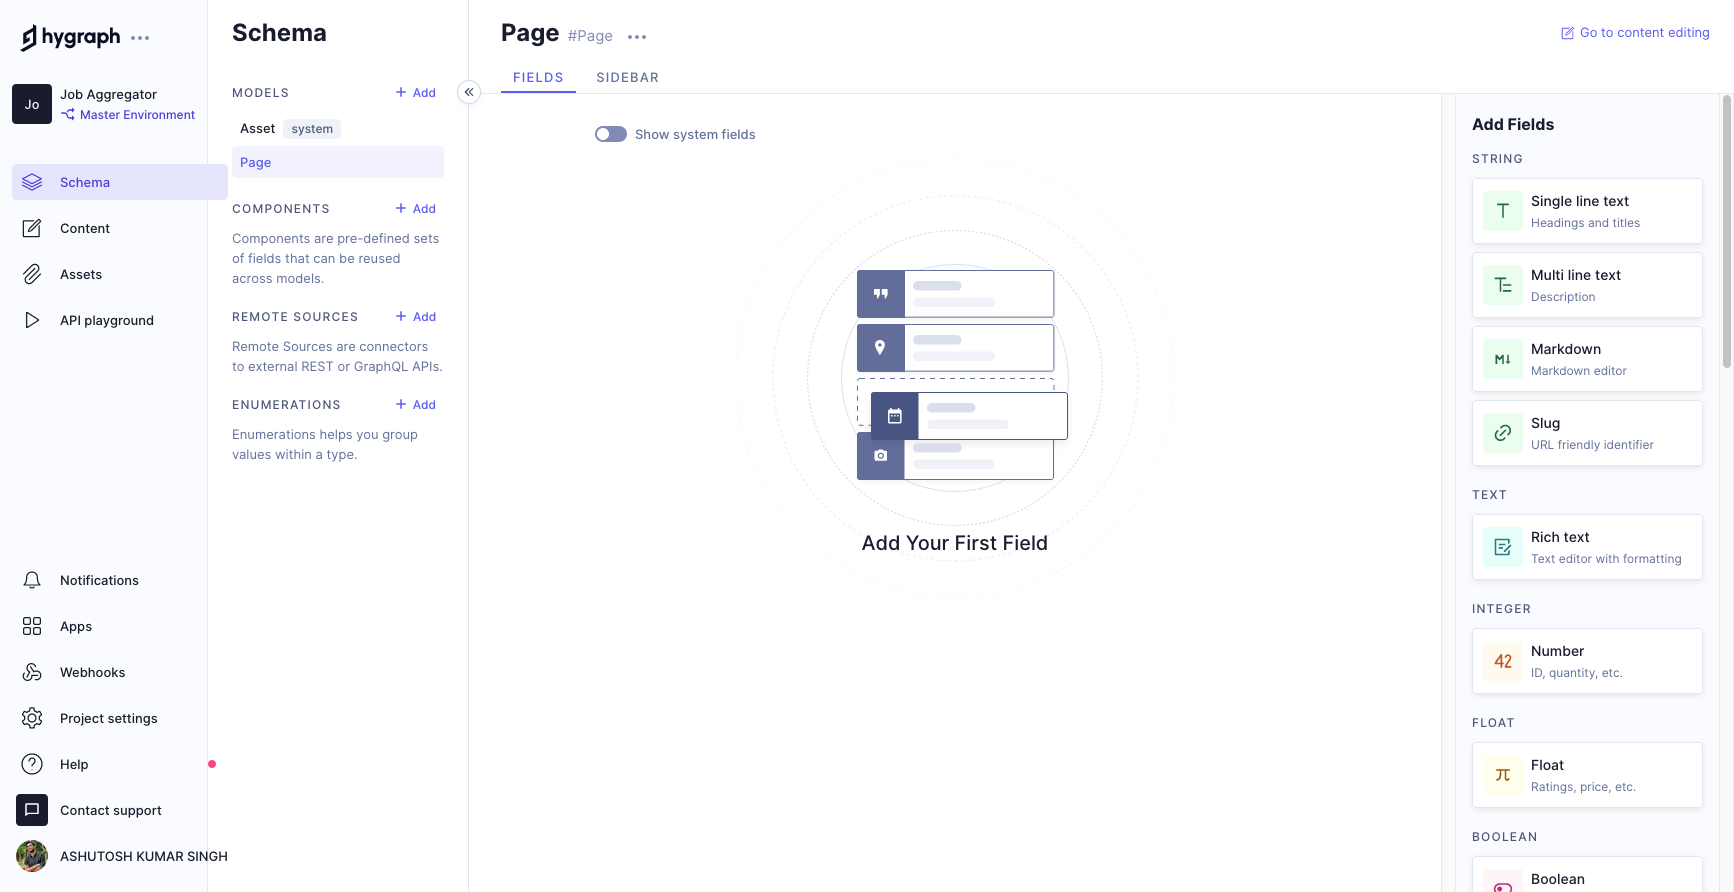 hygraph
Jo
Job Aggregator
Master Environment
Schema
Content
Assets
API playground
Notifications
Apps
Webhooks
Project settings
Help
Contact support
ASHUTOSH KUMAR SINGH
Schema
MODELS
+ Add
Asset system
Page
COMPONENTS
+ Add
Components are pre-defined sets
of fields that can be reused
across models.
REMOTE SOURCES
+ Add
Remote Sources are connectors
to external REST or GraphQL APIs.
ENUMERATIONS
+ Add
Enumerations helps you group
values within a type.
Page #Page
Go to content editing
FIELDS SIDEBAR
Show system fields
Add Your First Field
Add Fields
STRING
T
Single line text
Headings and titles
Multi line text
Description
M↓
Markdown
Markdown editor
Slug
URL friendly identifier
TEXT
Rich text
Text editor with formatting
INTEGER
42
Number
ID, quantity, etc.
FLOAT
π
Float
Ratings, price, etc.
BOOLEAN
Boolean